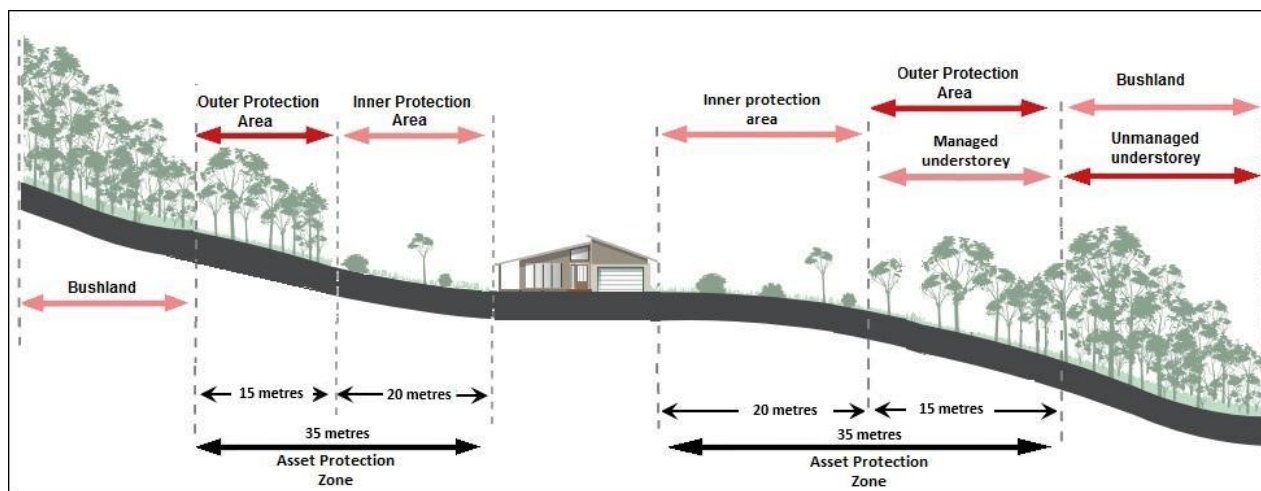 Outer Protection
Area
Inner Protection
Area
Inner protection
area
Outer Protection
Area
Bushland
Managed
understorey
Unmanaged
understorey
Bushland
15 metres
20 metres
20 metres
15 metres
35 metres
Asset Protection
Zone
35 metres
Asset Protection
Zone